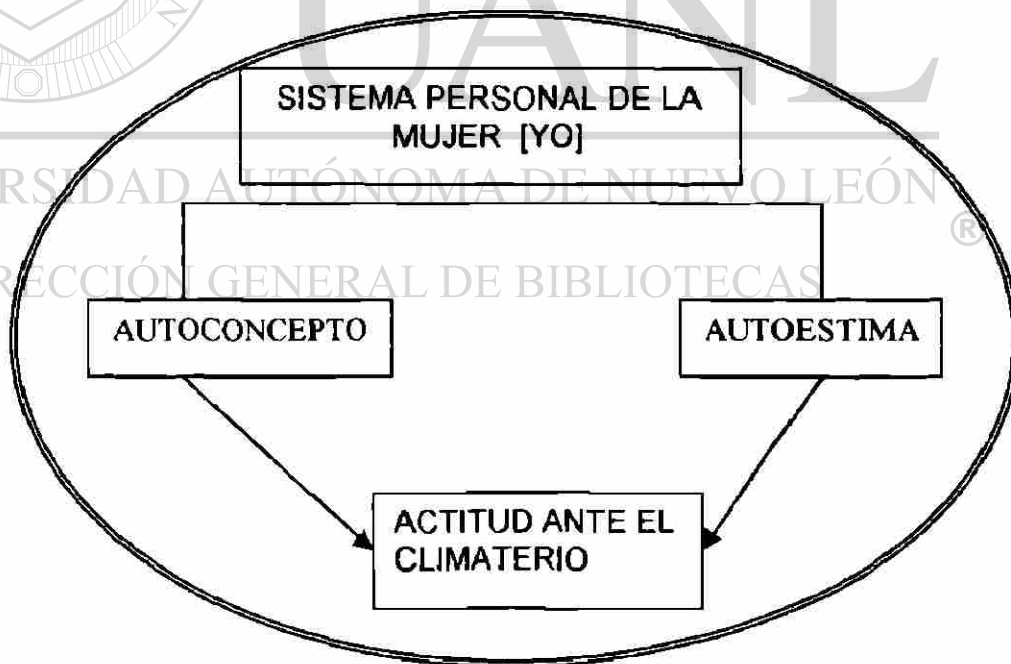 UANL
SISTEMA PERSONAL DE LA
MUJER [YO]
RSIDAD AUTÓNOMA DE NUEVO LEÓN
®
RECCIÓN GENERAL DE BIBLIOTECAS
AUTOCONCEPTO
AUTOESTIMA
ACTITUD ANTE EL
CLIMATERIO